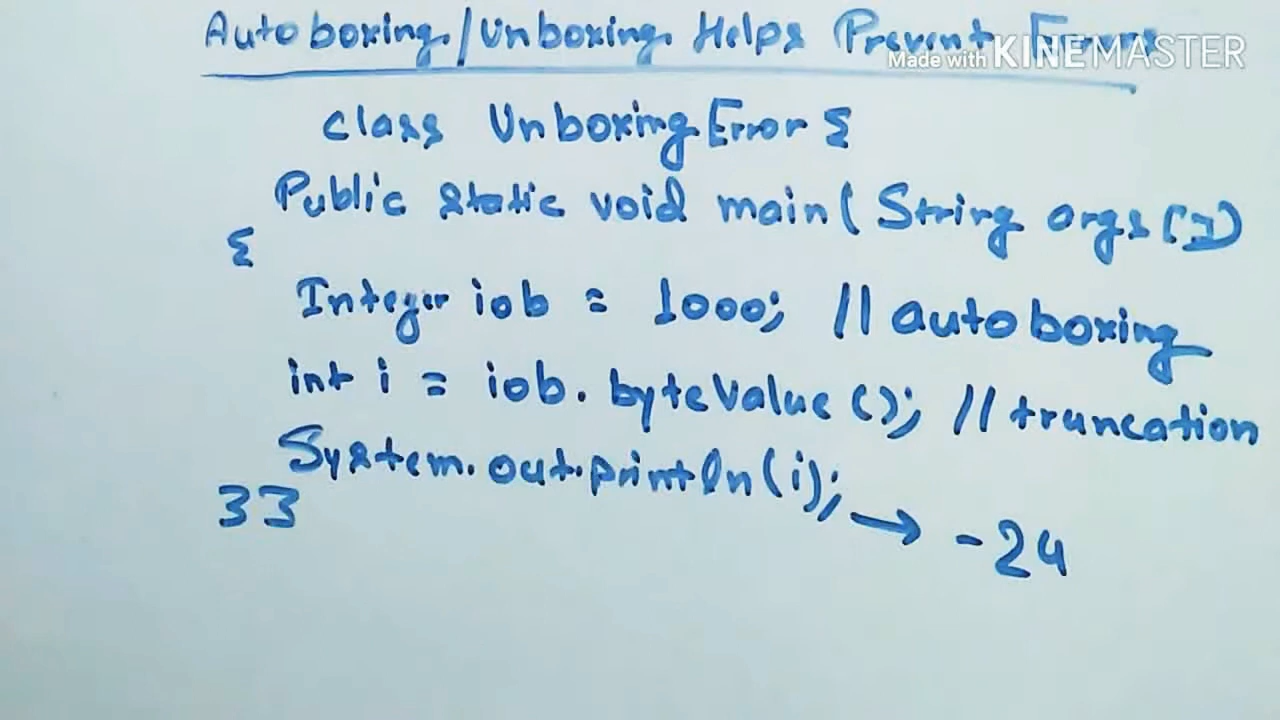 Autoboxing/Unboxing Helps Prevent Errors
Made with KINEMASTER
class UnboxingError {
Public static void main(String args[])
{
Integer iob = 1000; // autoboxing
int i = iob.byteValue(); // truncation
System.out.println(i); → -24
}}